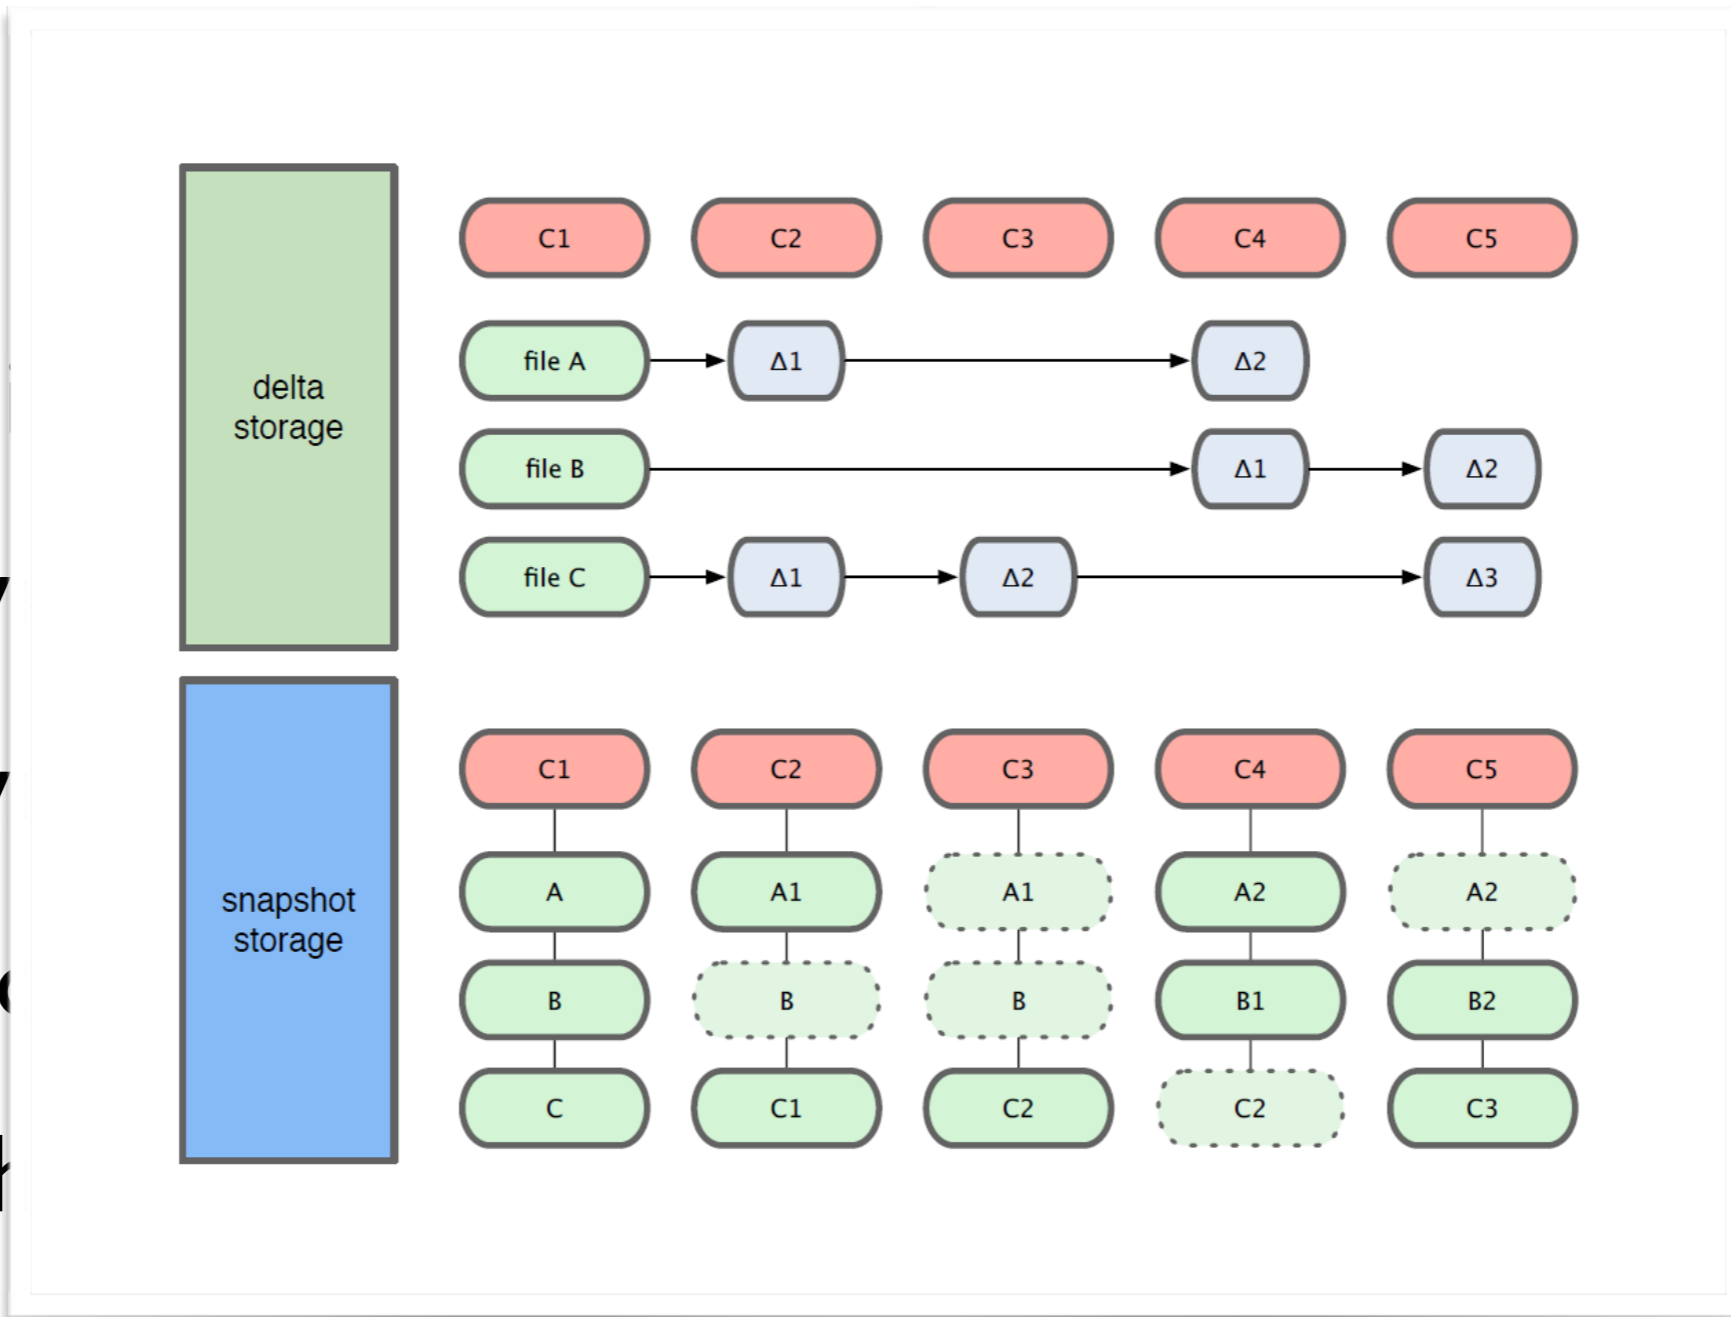 delta
storage
C1 C2 C3 C4 C5
file A Δ1 Δ2
file B Δ1 Δ2
file C Δ1 Δ2 Δ3
snapshot
storage
C1 C2 C3 C4 C5
A A1 A1 A2 A2
B B B B1 B2
C C1 C2 C2 C3